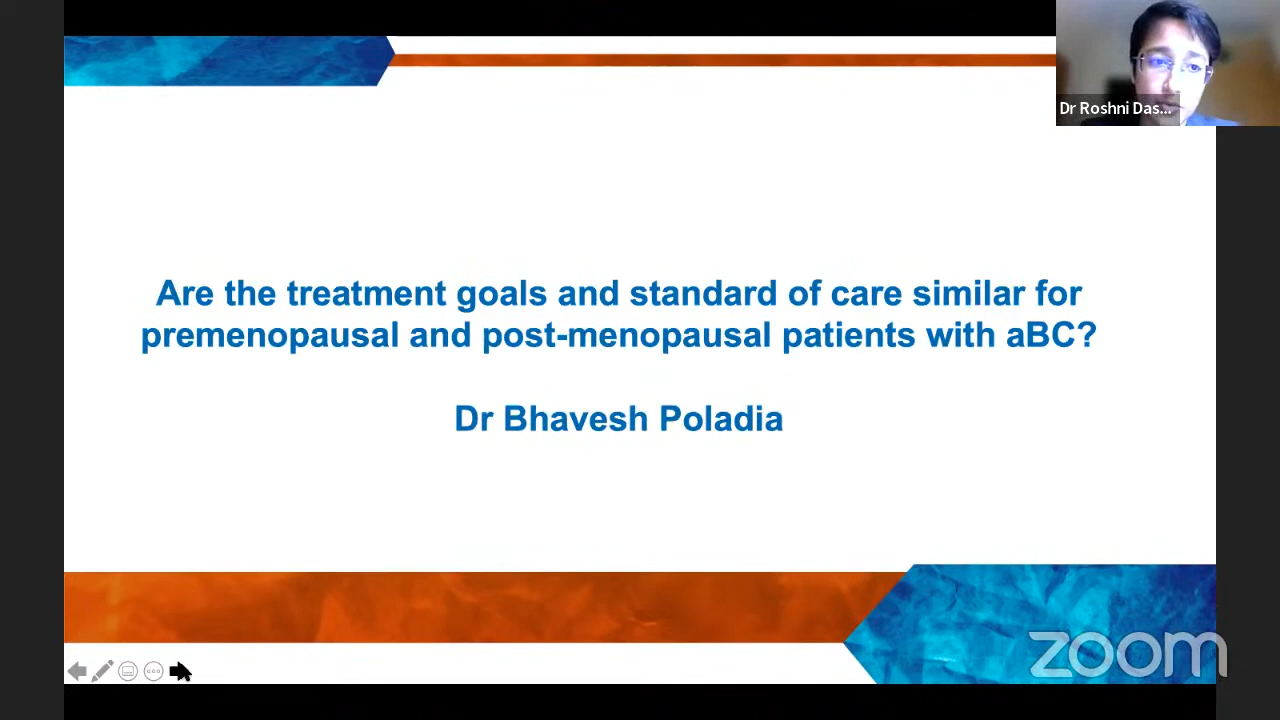 Dr Roshni Das...
Are the treatment goals and standard of care similar for
premenopausal and post-menopausal patients with aBC?
Dr Bhavesh Poladia
zoom